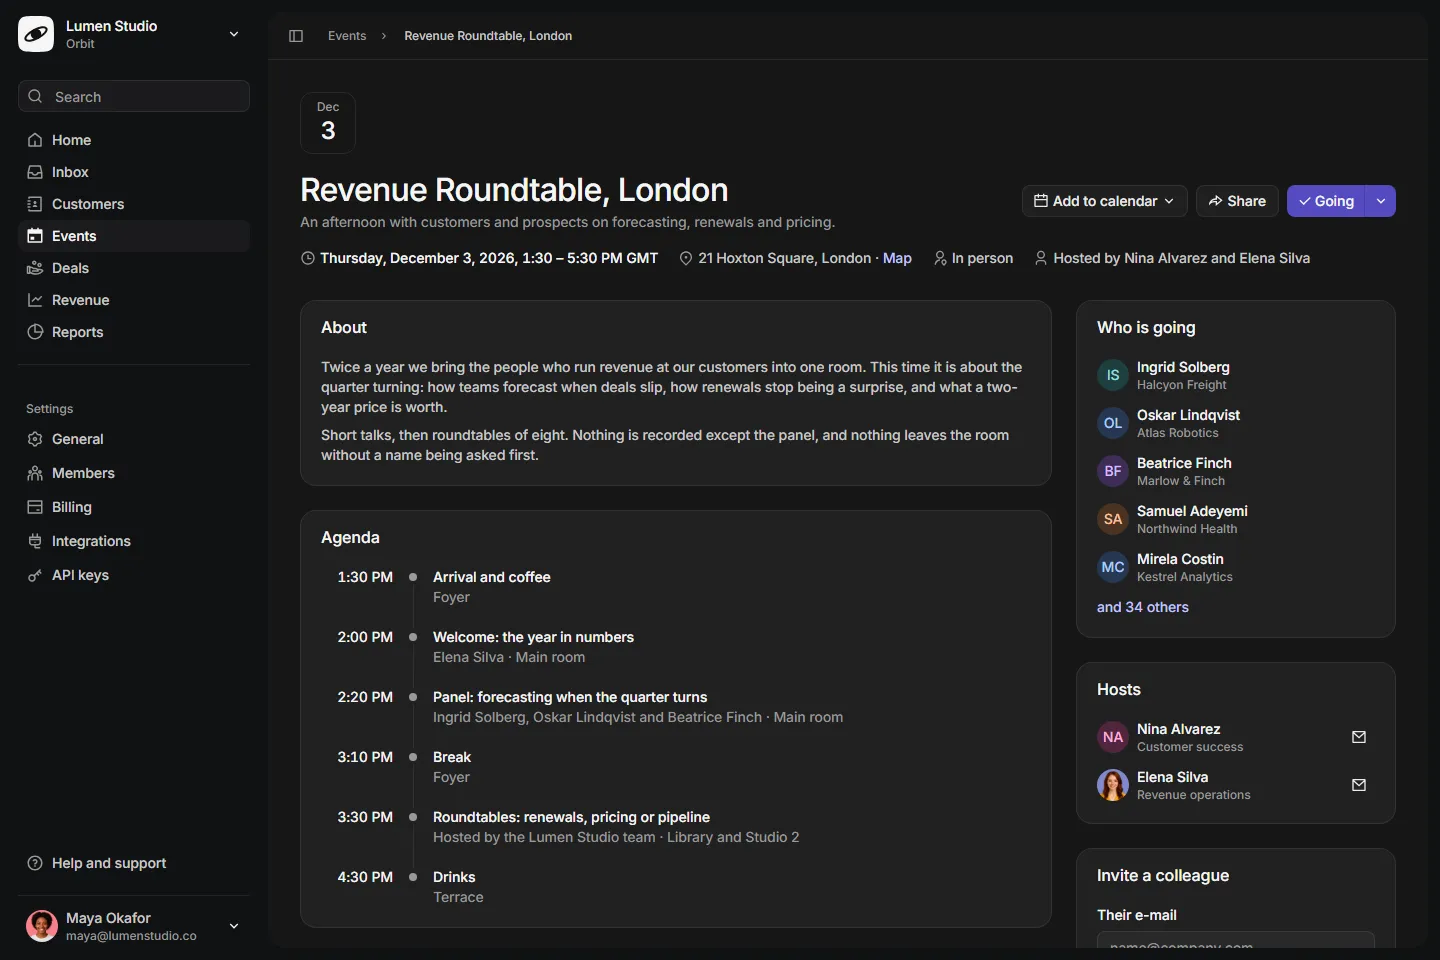 Lumen Studio
Orbit
Search
Home
Inbox
Customers
Events
Deals
Revenue
Reports
Settings
General
Members
Billing
Integrations
API keys
Help and support
Maya Okafor
maya@lumenstudio.co
Events
Revenue Roundtable, London
Dec
3
Revenue Roundtable, London
An afternoon with customers and prospects on forecasting, renewals and pricing.
Add to calendar
Share
Going
Thursday, December 3, 2026, 1:30 – 5:30 PM GMT
21 Hoxton Square, London · Map
In person
Hosted by Nina Alvarez and Elena Silva
About
Twice a year we bring the people who run revenue at our customers into one room. This time it is about the
quarter turning: how teams forecast when deals slip, how renewals stop being a surprise, and what a two-
year price is worth.
Short talks, then roundtables of eight. Nothing is recorded except the panel, and nothing leaves the room
without a name being asked first.
Agenda
1:30 PM
Arrival and coffee
Foyer
2:00 PM
Welcome: the year in numbers
Elena Silva · Main room
2:20 PM
Panel: forecasting when the quarter turns
Ingrid Solberg, Oskar Lindqvist and Beatrice Finch · Main room
3:10 PM
Break
Foyer
3:30 PM
Roundtables: renewals, pricing or pipeline
Hosted by the Lumen Studio team · Library and Studio 2
4:30 PM
Drinks
Terrace
Who is going
IS
Ingrid Solberg
Halcyon Freight
OL
Oskar Lindqvist
Atlas Robotics
BF
Beatrice Finch
Marlow & Finch
SA
Samuel Adeyemi
Northwind Health
MC
Mirela Costin
Kestrel Analytics
and 34 others
Hosts
NA
Nina Alvarez
Customer success
Elena Silva
Revenue operations
Invite a colleague
Their e-mail
name@company.com